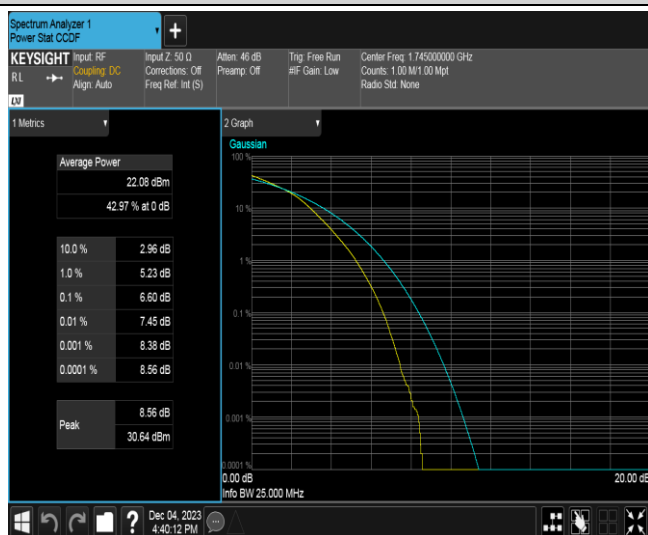 Spectrum Analyzer 1
Power Stat CCDF
+
KEYSIGHT
RL
LXI
Input: RF
Coupling: DC
Align: Auto
Input Z: 50 Ω
Corrections: Off
Freq Ref: Int (S)
Atten: 46 dB
Preamp: Off
Trig: Free Run
#IF Gain: Low
Center Freq: 1.745000000 GHz
Counts: 1.00 M/1.00 Mpt
Radio Std: None
1 Metrics
Average Power
22.08 dBm
42.97 % at 0 dB
10.0 % 2.96 dB
1.0 % 5.23 dB
0.1 % 6.60 dB
0.01 % 7.45 dB
0.001 % 8.38 dB
0.0001 % 8.56 dB
Peak 8.56 dB
30.64 dBm
2 Graph
Gaussian
100 %
10 %
1 %
0.1 %
0.01 %
0.001 %
0.0001 %
0.00 dB 20.00 dB
Info BW 25.000 MHz
?
Dec 04, 2023
4:40:12 PM